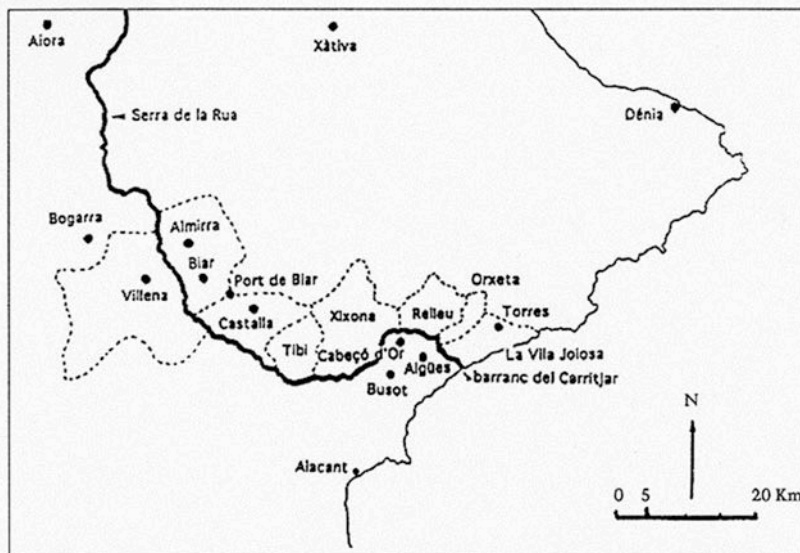 Aiora
Xàtiva
Serra de la Rua
Dénia
Bogarra
Almirra
Biar
Villena
Port de Biar
Castalla
Xixona
Relleu
Orxeta
Torres
Tibi
Cabeçó d'Or
Algües
La Vila Joiosa
Busot
barranc del Carritjar
Alacant
N
0 5 20 Km